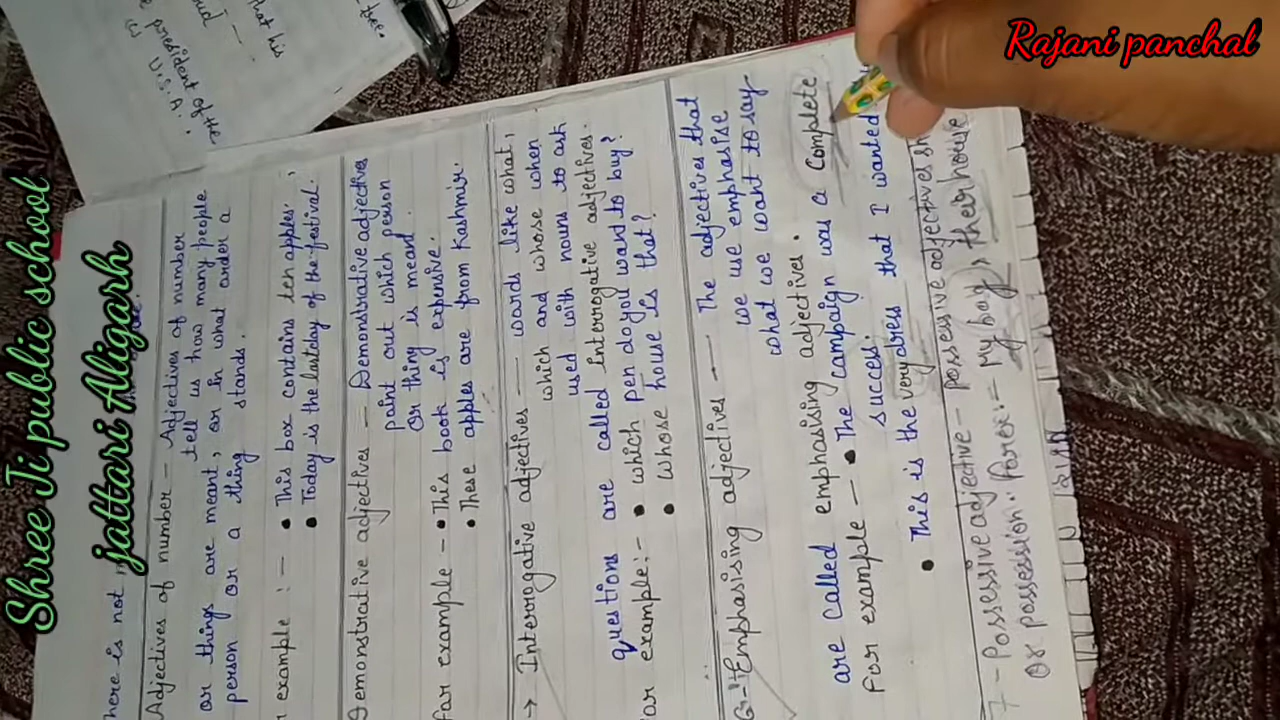 Rajani panchal
Shree Ji public school
jattari Aligarh
here is not
Adjectives of number — Adjectives of number
tell us how many people
or things are meant, or in what order a
person or a thing stands.
example : — • This box contains ten apples.
• Today is the last day of the festival.
Demonstrative adjectives — Demonstrative adjectives
point out which person
or thing is meant.
for example — • This book is expensive.
• These apples are from Kashmir.
→ Interrogative adjectives — words like what,
which and whose when
used with nouns to ask
questions are called interrogative adjectives.
for example:- • which pen do you want to buy?
• whose house is that?
6- Emphasising adjectives — The adjectives that
we use emphasise
what we want to say
are called emphasising adjectives.
For example — • The campaign was a Complete
success.
• This is the very dress that I wanted
7 - Possessive adjective - Possessive adjectives sh
or possession. forex:= My boy, their house